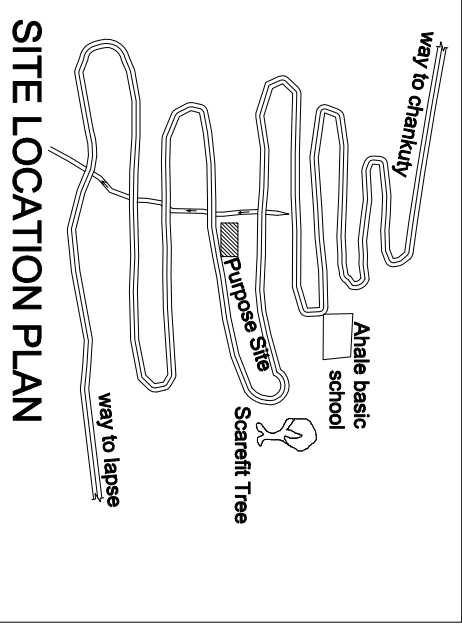 way to chankuty
Ahale basic
school
Purpose Site
Scarefit Tree
way to lapse
SITE LOCATION PLAN